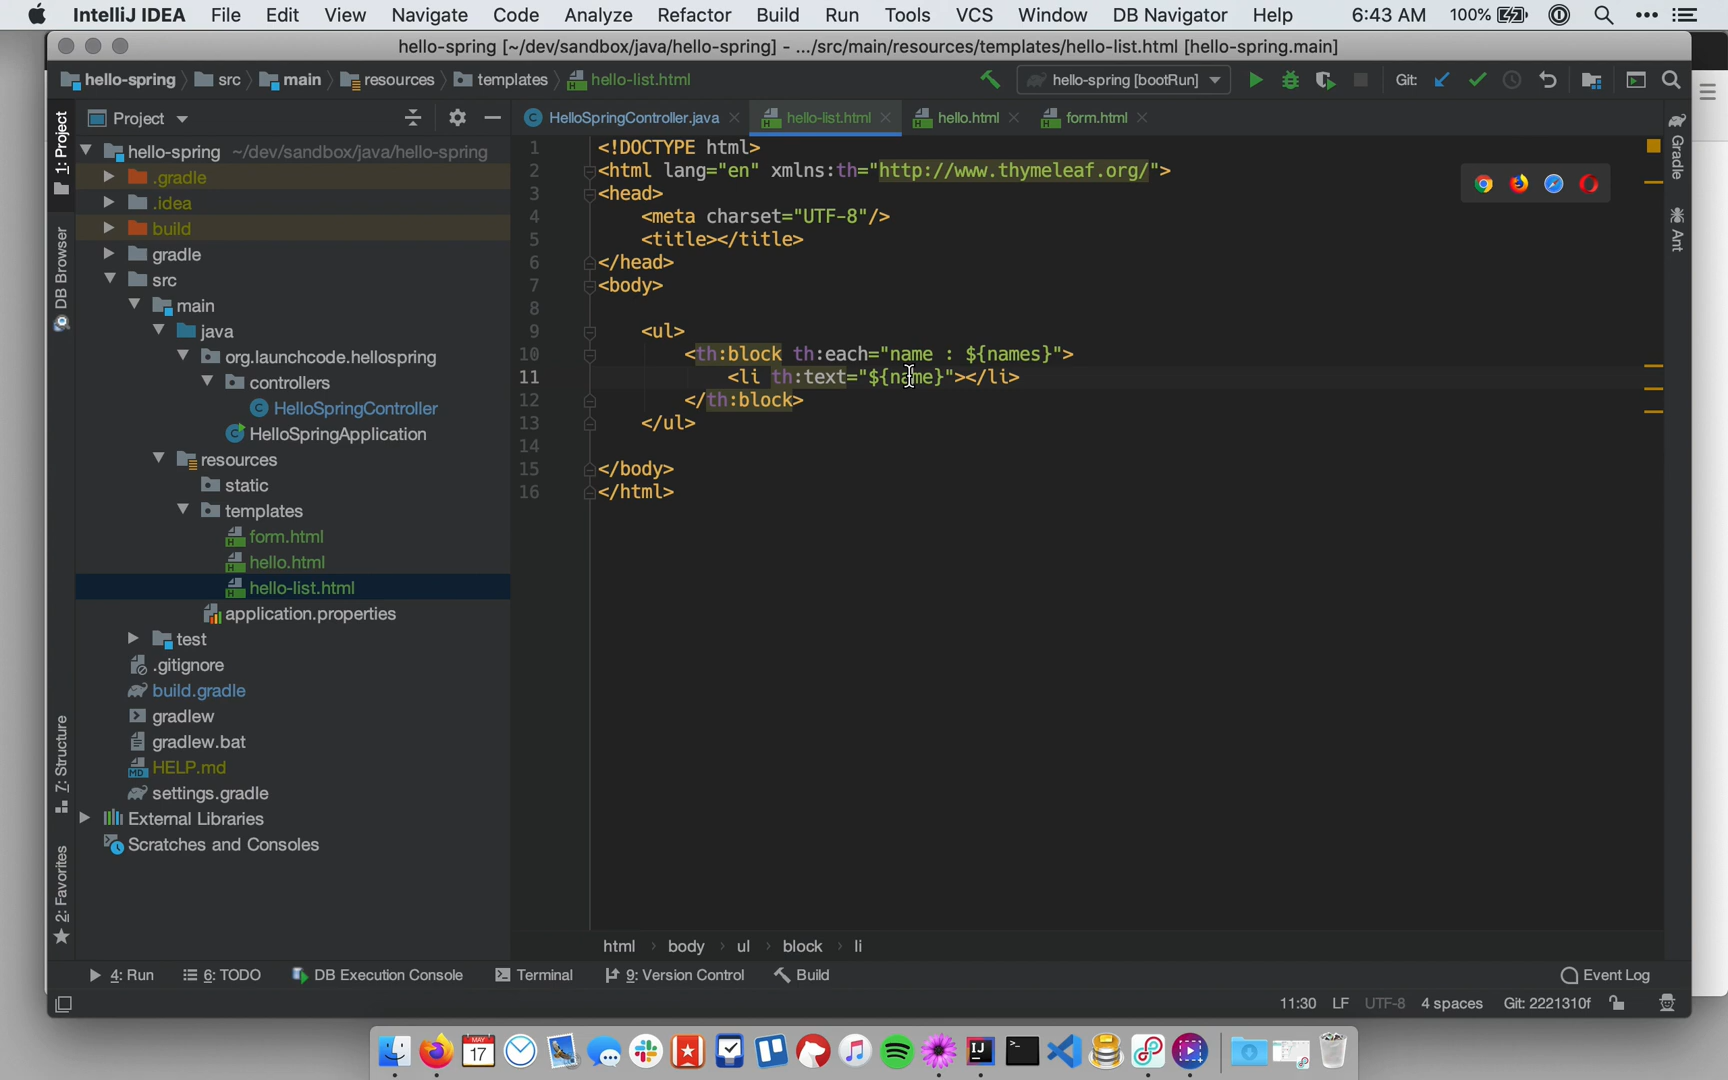 IntelliJ IDEA File Edit View Navigate Code Analyze Refactor Build Run Tools VCS Window DB Navigator Help 6:43 AM 100%
hello-spring [~/dev/sandbox/java/hello-spring] - .../src/main/resources/templates/hello-list.html [hello-spring.main]
hello-spring src main resources templates hello-list.html hello-spring [bootRun] Git:
Project
HelloSpringController.java hello-list.html hello.html form.html
1: Project
DB Browser
7: Structure
2: Favorites
hello-spring ~/dev/sandbox/java/hello-spring
.gradle
.idea
build
gradle
src
main
java
org.launchcode.hellospring
controllers
HelloSpringController
HelloSpringApplication
resources
static
templates
form.html
hello.html
hello-list.html
application.properties
test
.gitignore
build.gradle
gradlew
gradlew.bat
HELP.md
settings.gradle
External Libraries
Scratches and Consoles
1 <!DOCTYPE html>
2 <html lang="en" xmlns:th="http://www.thymeleaf.org/">
3 <head>
4 <meta charset="UTF-8"/>
5 <title></title>
6 </head>
7 <body>
8
9 <ul>
10 <th:block th:each="name : ${names}">
11 <li th:text="${name}"></li>
12 </th:block>
13 </ul>
14
15 </body>
16 </html>
Gradle
Ant
html body ul block li
4: Run 6: TODO DB Execution Console Terminal 9: Version Control Build Event Log
11:30 LF UTF-8 4 spaces Git: 2221310f
MAY
17